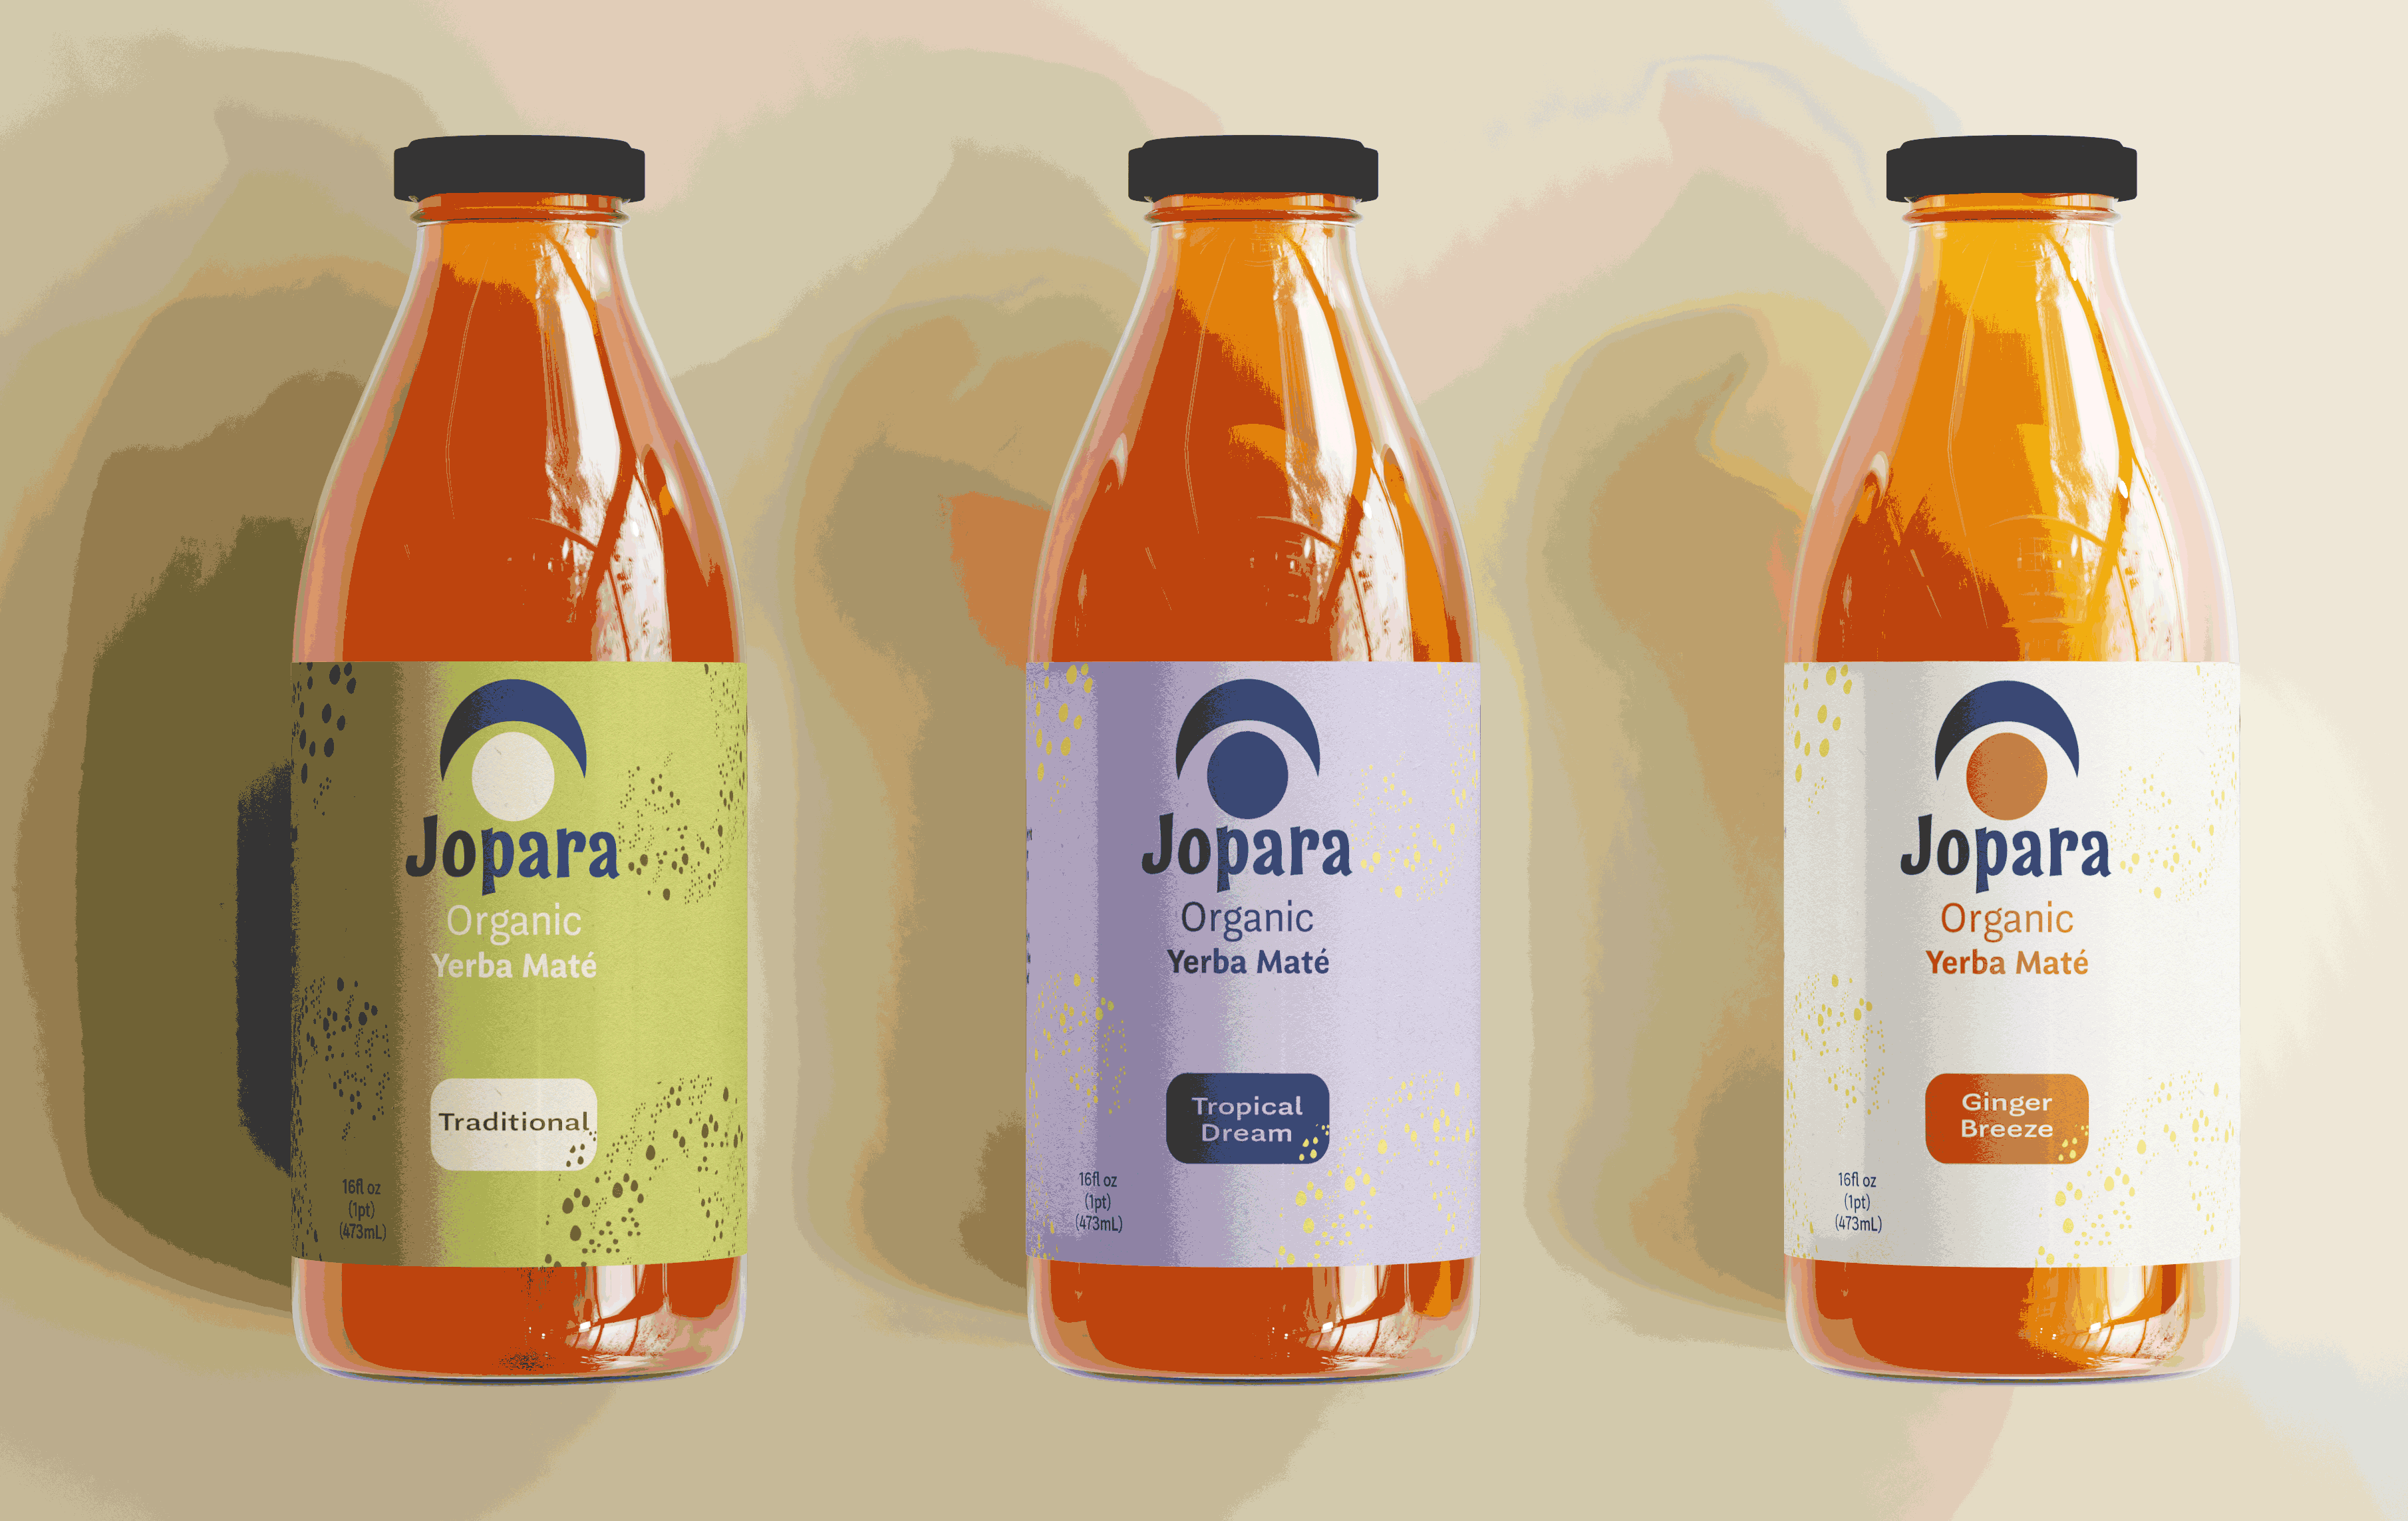 Jopara
Organic
Yerba Maté
Traditional
16fl oz
(1pt)
(473mL)
Jopara
Organic
Yerba Maté
Tropical
Dream
16fl oz
(1pt)
(473mL)
Jopara
Organic
Yerba Maté
Ginger
Breeze
16fl oz
(1pt)
(473mL)